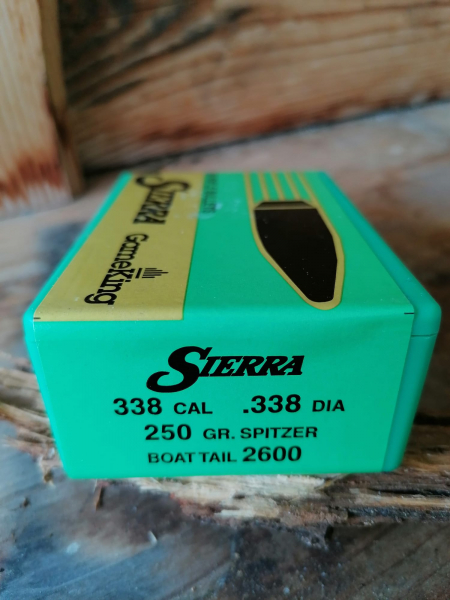 SIERRA
GameKing
SIERRA
338 CAL .338 DIA
250 GR. SPITZER
BOAT TAIL 2600